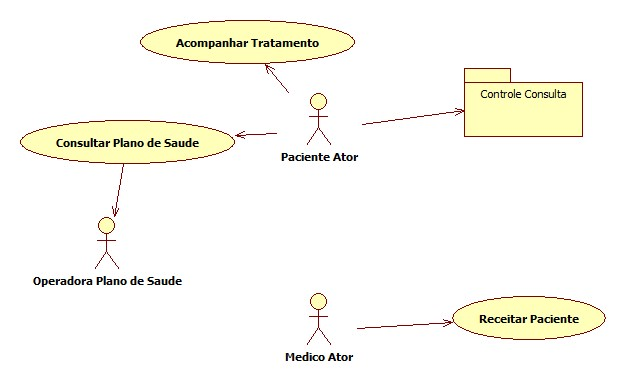 Acompanhar Tratamento
Controle Consulta
Consultar Plano de Saude
Paciente Ator
Operadora Plano de Saude
Receitar Paciente
Medico Ator